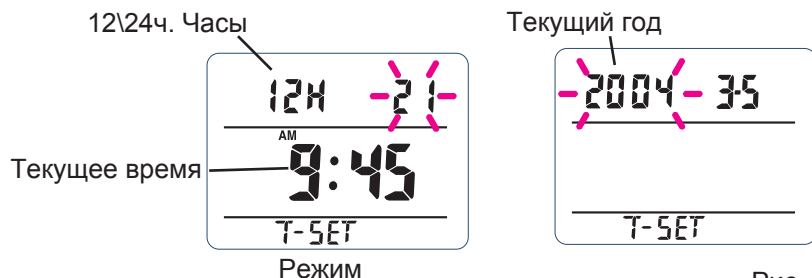 12\24ч. Часы
Текущий год
12H 21
2004 3-5
AM
Текущее время
9:45
T-SET
T-SET
Режим